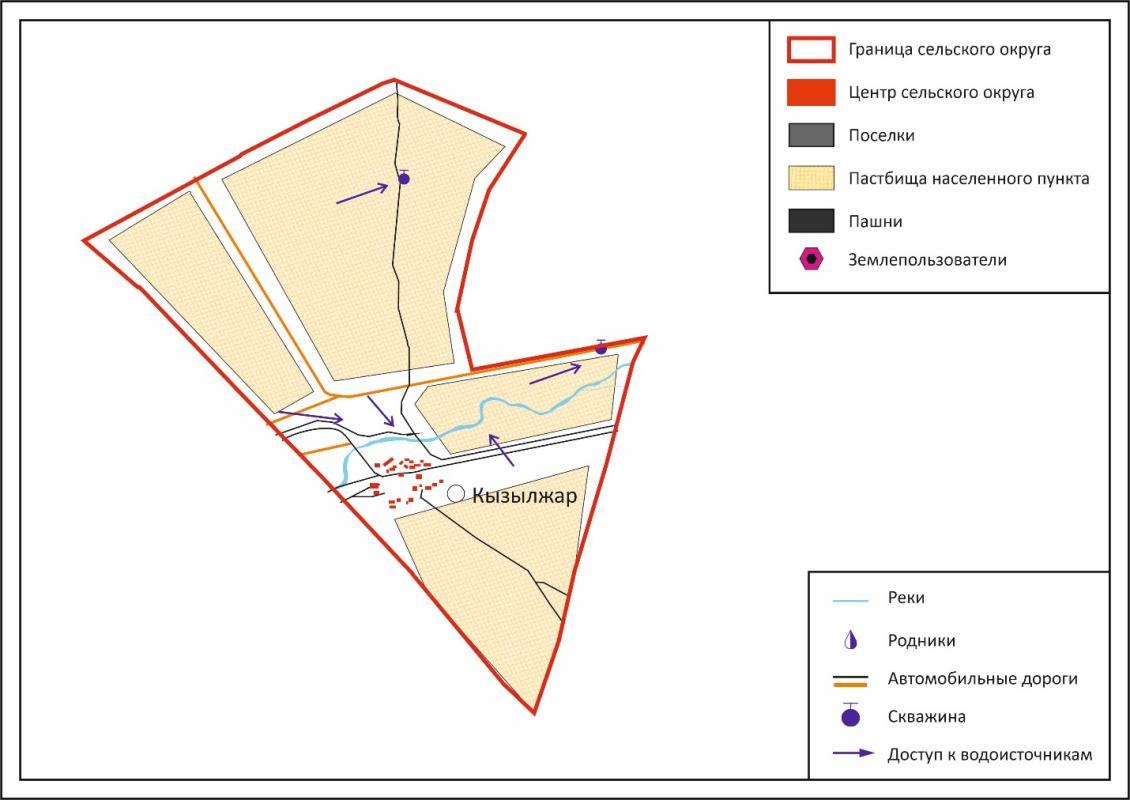 Граница сельского округа
Центр сельского округа
Поселки
Пастбища населенного пункта
Пашни
Землепользователи
Кызылжар
Реки
Родники
Автомобильные дороги
Скважина
Доступ к водоисточникам